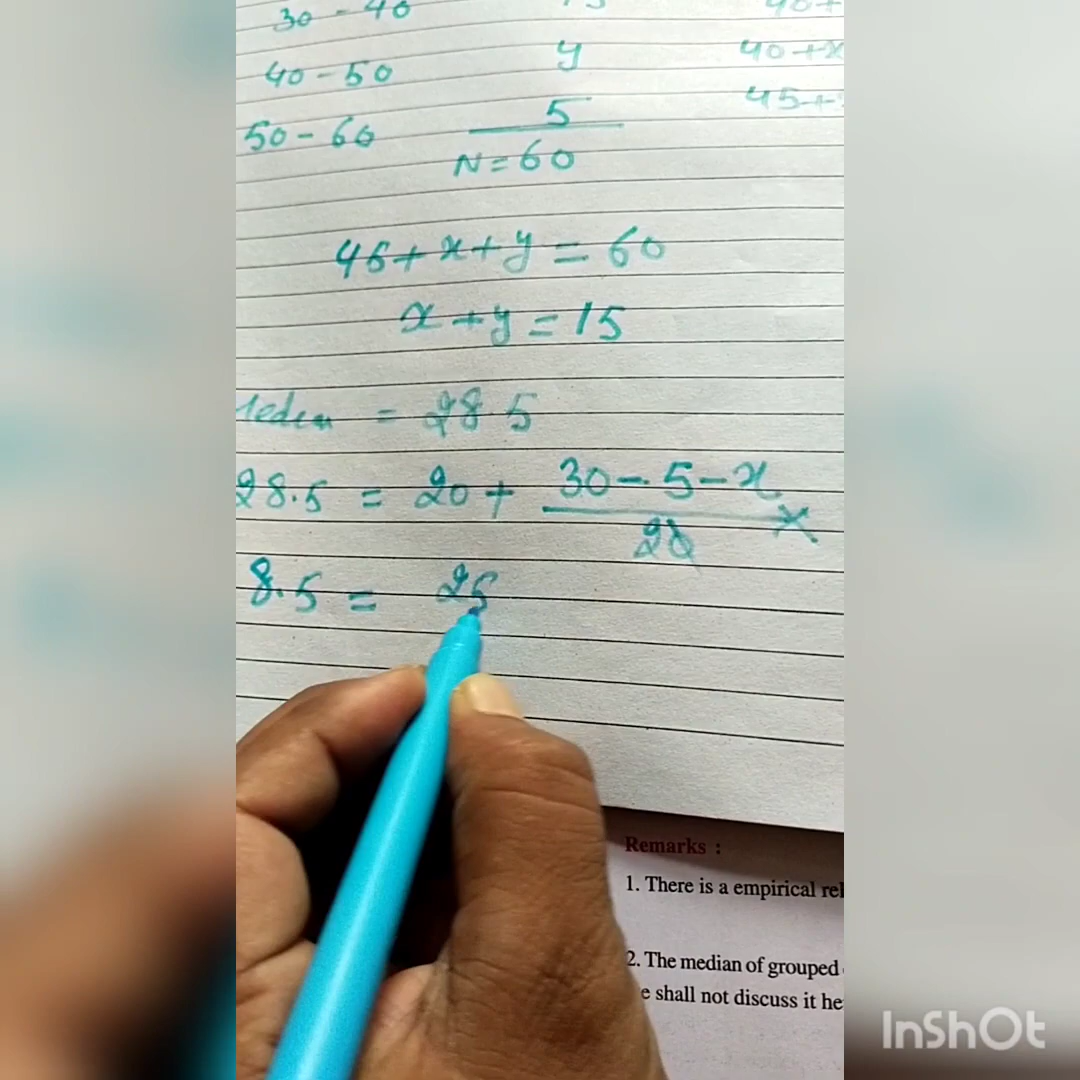 30 - 40
40+
40 - 50 y 40+x
50 - 60 5 45+
N = 60
45 + x + y = 60
x + y = 15
= 28.5
28.5 = 20 + 30 - 5 - x / 20 ×
8.5 = 25
Remarks :
1. There is a empirical rel
2. The median of grouped
e shall not discuss it he
InShOt